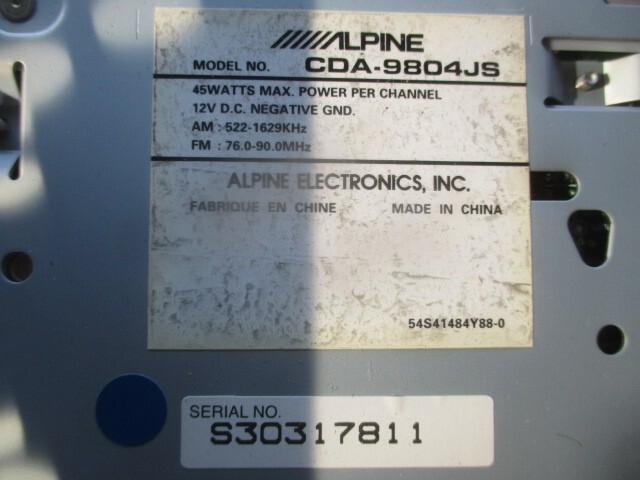 ALPINE
MODEL NO. CDA-9804JS
45WATTS MAX. POWER PER CHANNEL
12V D.C. NEGATIVE GND.
AM : 522-1629KHz
FM : 76.0-90.0MHz
ALPINE ELECTRONICS, INC.
FABRIQUE EN CHINE MADE IN CHINA
54S41484Y88-0
SERIAL NO.
S30317811